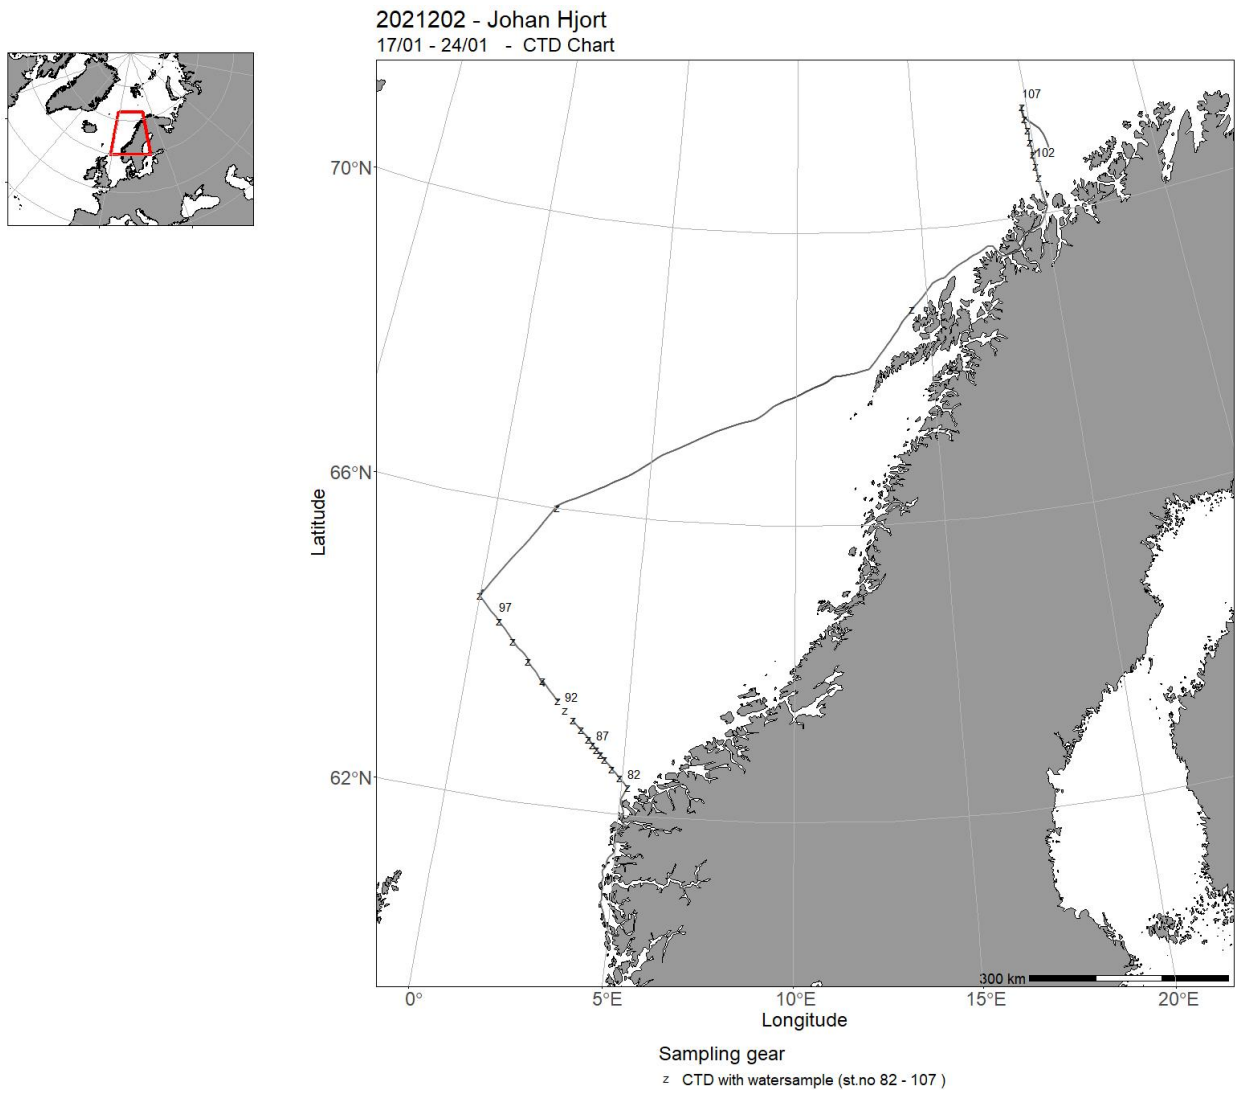 2021202 - Johan Hjort
17/01 - 24/01 - CTD Chart
107
102
70°N
66°N
Latitude
97
92
87
82
62°N
300 km
0° 5°E 10°E 15°E 20°E
Longitude
Sampling gear
z CTD with watersample (st.no 82 - 107 )